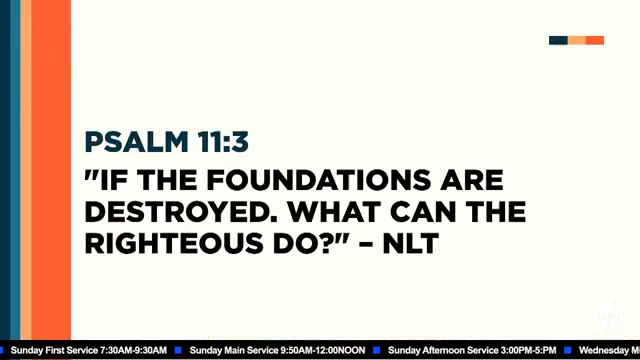 PSALM 11:3
"IF THE FOUNDATIONS ARE
DESTROYED. WHAT CAN THE
RIGHTEOUS DO?" – NLT
Sunday First Service 7:30AM-9:30AM Sunday Main Service 9:50AM-12:00NOON Sunday Afternoon Service 3:00PM-5:PM Wednesday M